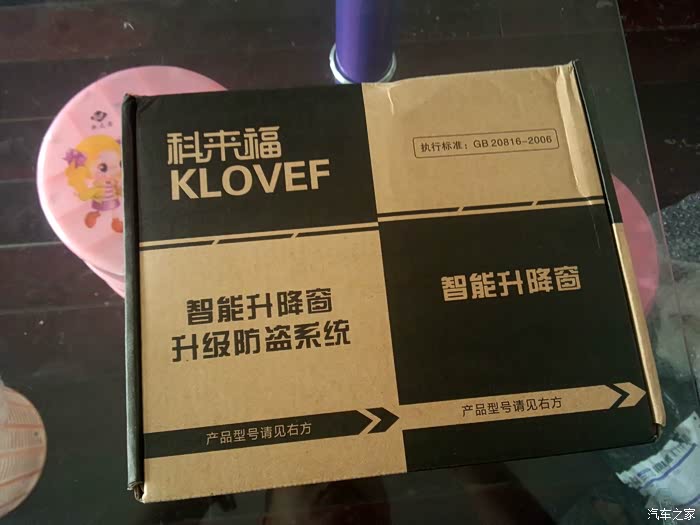 科来福
KLOVEF
执行标准：GB 20816-2006
智能升降窗
升级防盗系统
智能升降窗
产品型号请见右方
产品型号请见右方
汽车之家